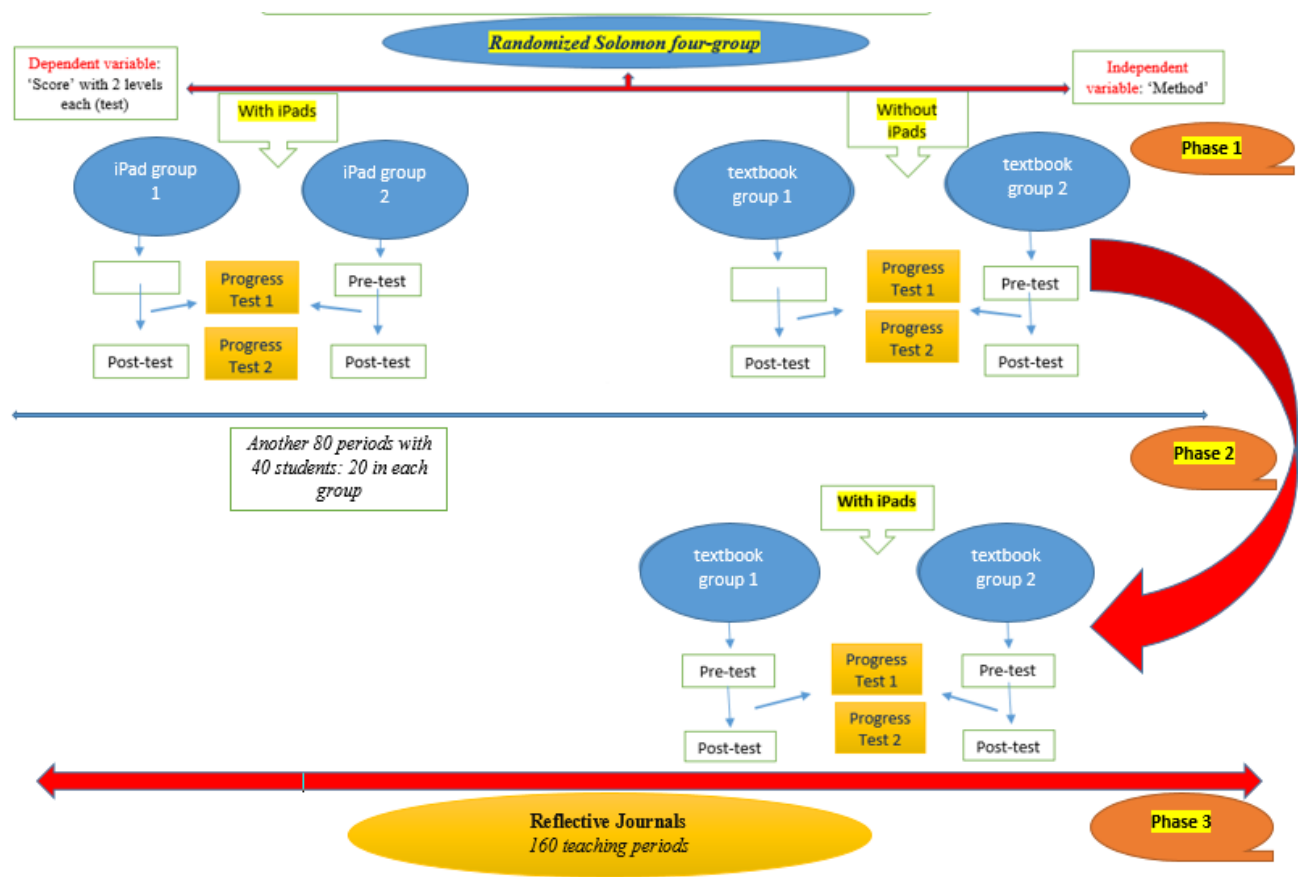 Randomized Solomon four-group
Dependent variable:
'Score' with 2 levels
each (test)
Independent
variable: 'Method'
With iPads
Without
iPads
Phase 1
iPad group
1
iPad group
2
textbook
group 1
textbook
group 2
Progress
Test 1
Pre-test
Progress
Test 1
Pre-test
Post-test
Progress
Test 2
Post-test
Post-test
Progress
Test 2
Post-test
Another 80 periods with
40 students: 20 in each
group
Phase 2
With iPads
textbook
group 1
textbook
group 2
Pre-test
Progress
Test 1
Pre-test
Post-test
Progress
Test 2
Post-test
Reflective Journals
160 teaching periods
Phase 3